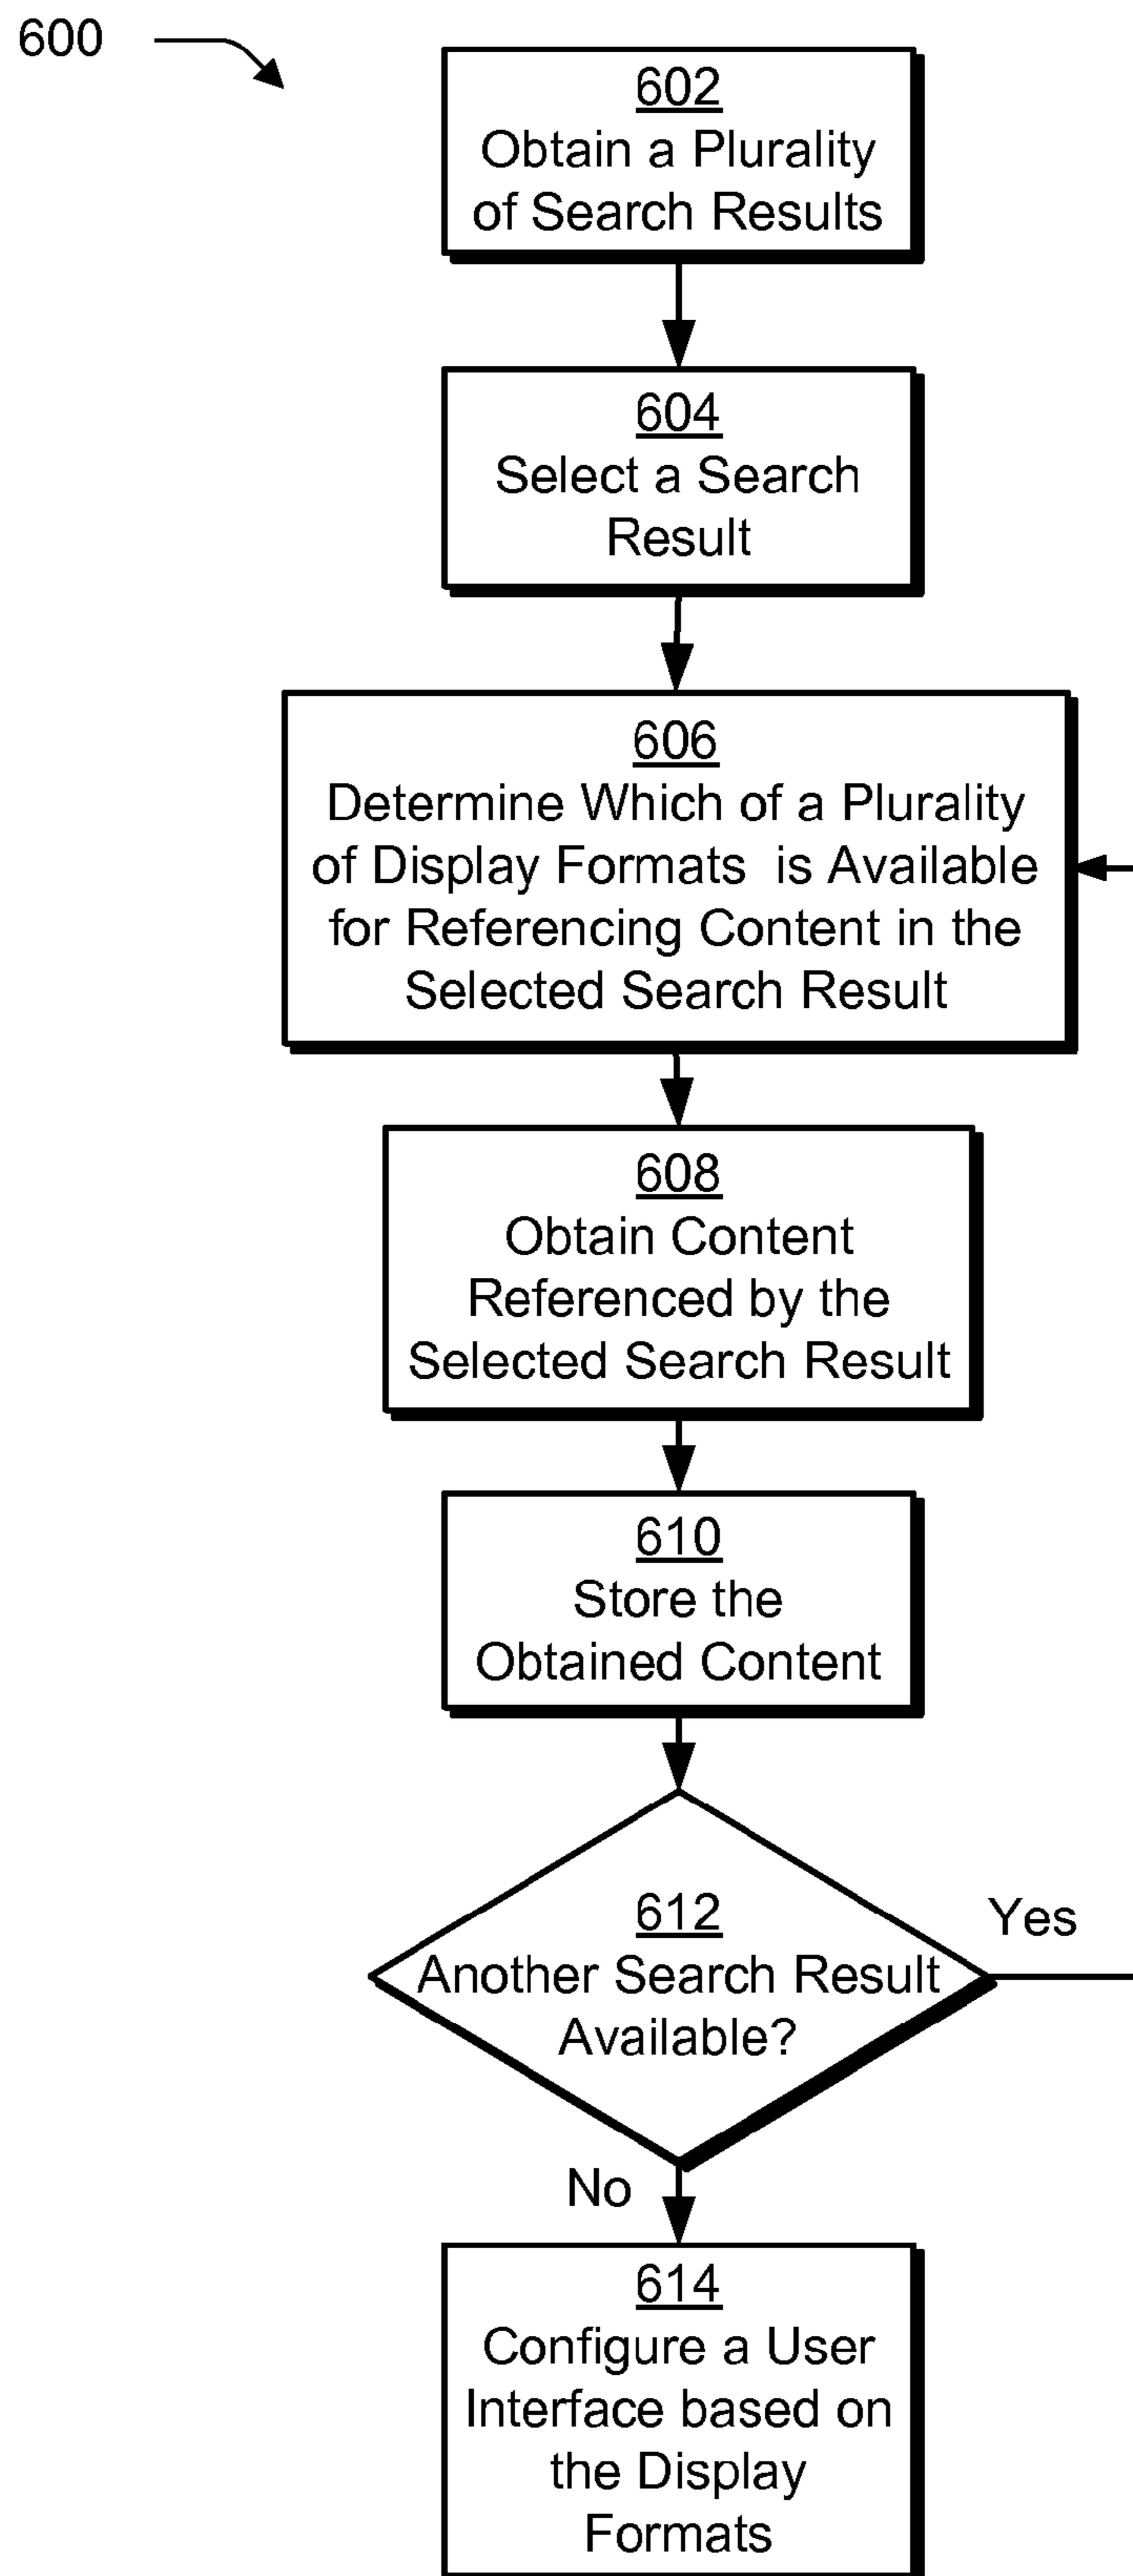 600
602
Obtain a Plurality
of Search Results
604
Select a Search
Result
606
Determine Which of a Plurality
of Display Formats is Available
for Referencing Content in the
Selected Search Result
608
Obtain Content
Referenced by the
Selected Search Result
610
Store the
Obtained Content
612
Another Search Result
Available?
Yes
No
614
Configure a User
Interface based on
the Display
Formats